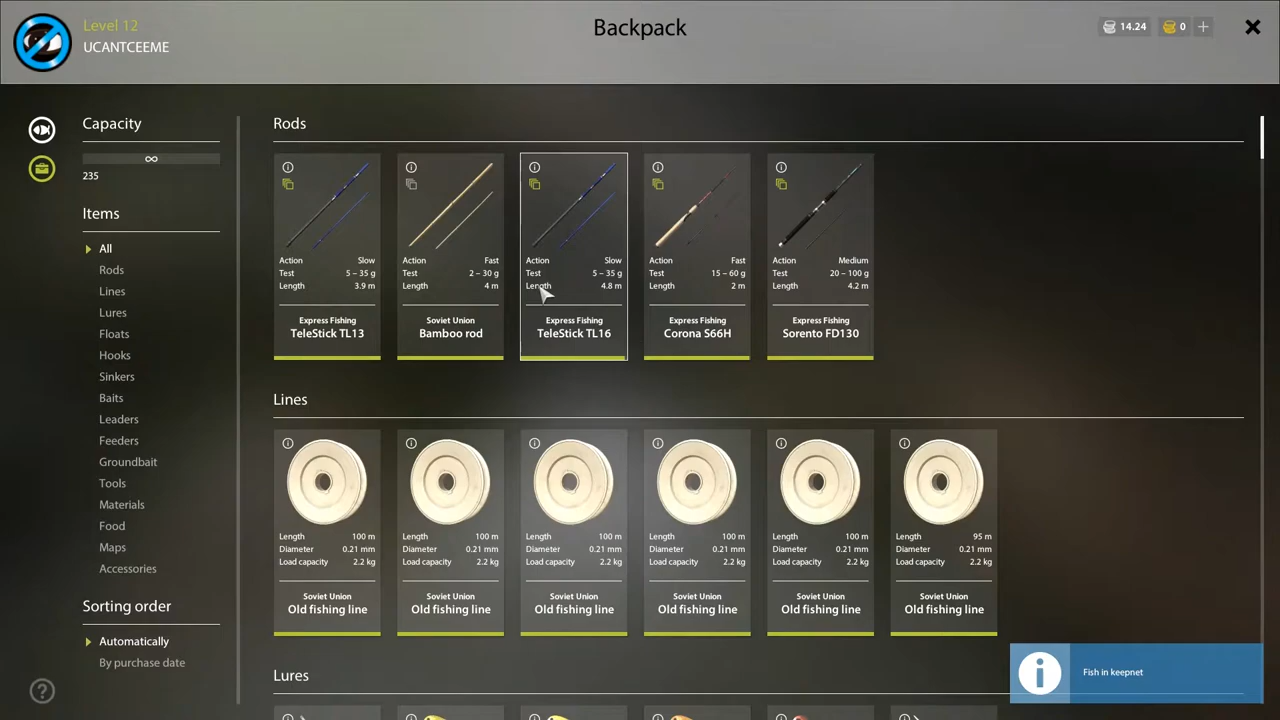 Level 12
UCANTCEEME
Backpack
14.24
0
Capacity
∞
235
Items
All
Rods
Lines
Lures
Floats
Hooks
Sinkers
Baits
Leaders
Feeders
Groundbait
Tools
Materials
Food
Maps
Accessories
Sorting order
Automatically
By purchase date
Rods
Action Slow
Test 5 – 35 g
Length 3.9 m
Express Fishing
TeleStick TL13
Action Fast
Test 2 – 30 g
Length 4 m
Soviet Union
Bamboo rod
Action Slow
Test 5 – 35 g
Length 4.8 m
Express Fishing
TeleStick TL16
Action Fast
Test 15 – 60 g
Length 2 m
Express Fishing
Corona S66H
Action Medium
Test 20 – 100 g
Length 4.2 m
Express Fishing
Sorento FD130
Lines
Length 100 m
Diameter 0.21 mm
Load capacity 2.2 kg
Soviet Union
Old fishing line
Length 100 m
Diameter 0.21 mm
Load capacity 2.2 kg
Soviet Union
Old fishing line
Length 100 m
Diameter 0.21 mm
Load capacity 2.2 kg
Soviet Union
Old fishing line
Length 100 m
Diameter 0.21 mm
Load capacity 2.2 kg
Soviet Union
Old fishing line
Length 100 m
Diameter 0.21 mm
Load capacity 2.2 kg
Soviet Union
Old fishing line
Length 95 m
Diameter 0.21 mm
Load capacity 2.2 kg
Soviet Union
Old fishing line
Lures
Fish in keepnet